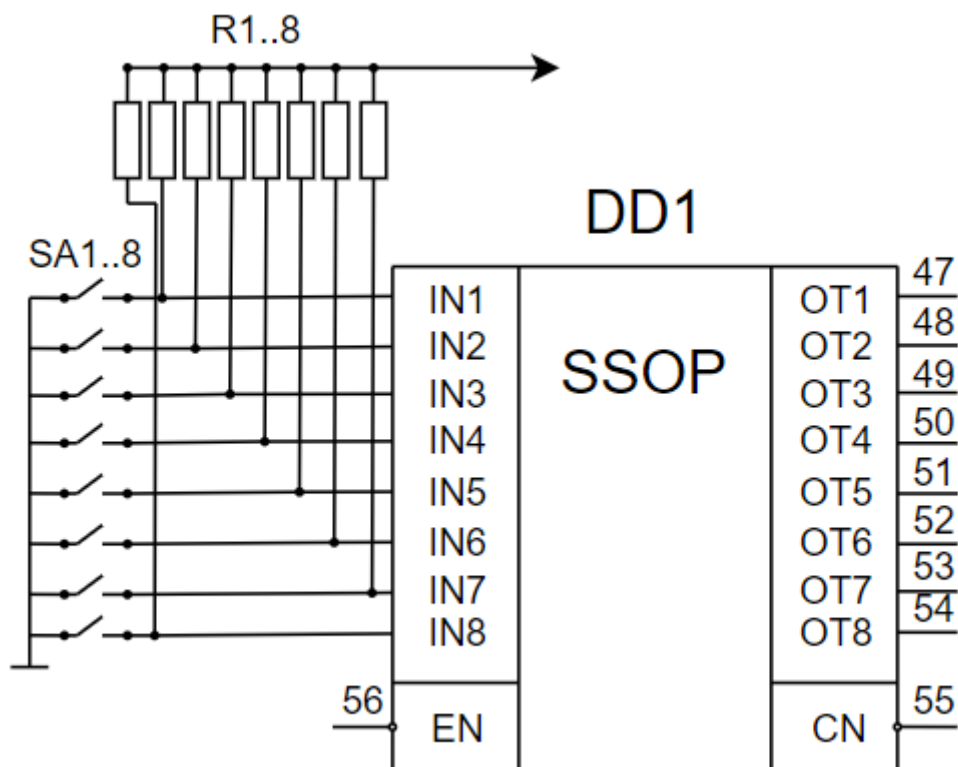 R1..8
DD1
SA1..8
47
IN1
OT1
48
IN2
SSOP
OT2
49
IN3
OT3
50
IN4
OT4
51
IN5
OT5
52
IN6
OT6
53
IN7
OT7
54
IN8
OT8
56
EN
CN
55